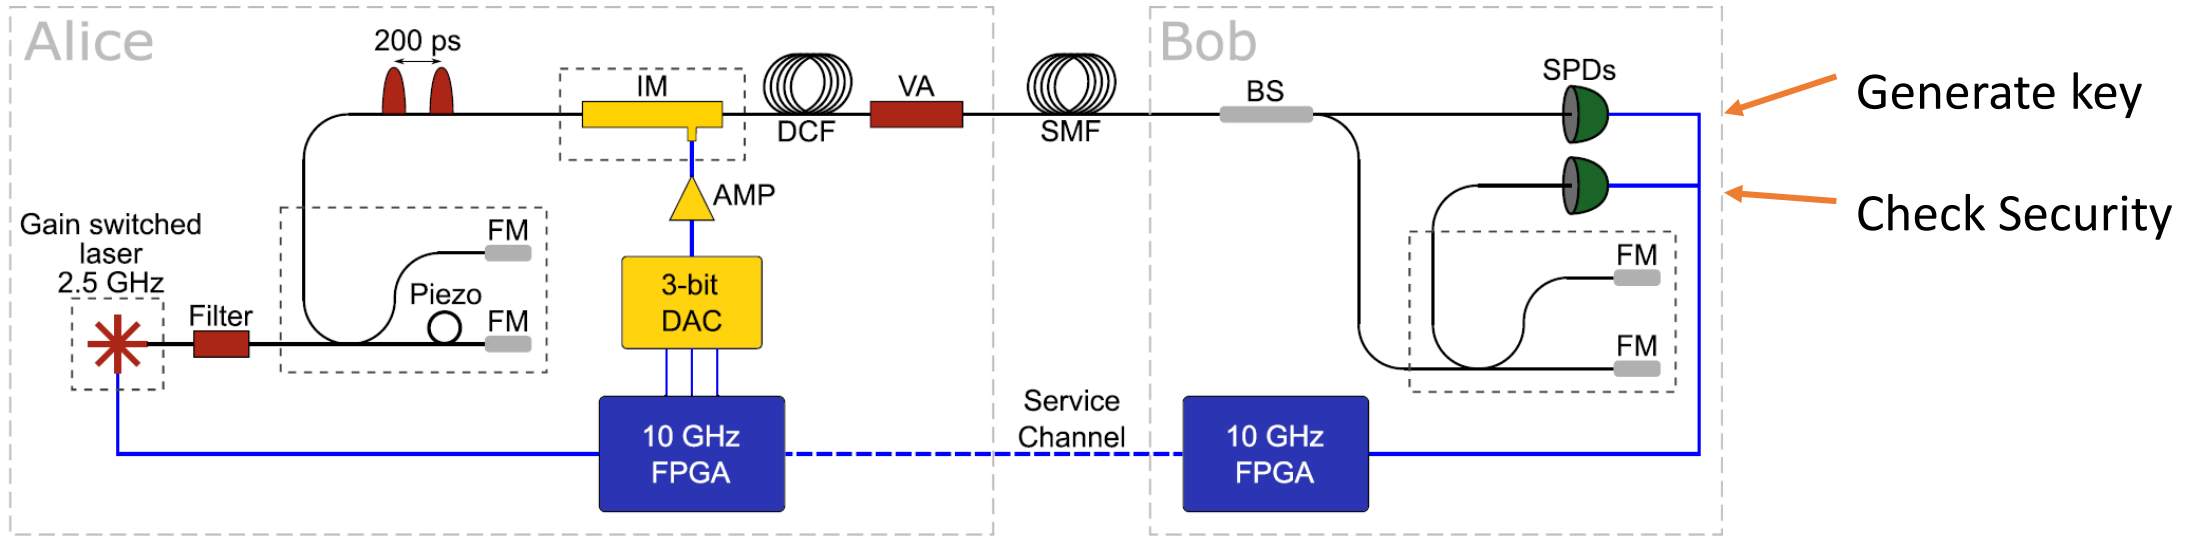 Alice
200 ps
IM
DCF
VA
SMF
Bob
BS
SPDs
Generate key
Check Security
AMP
Gain switched
laser
2.5 GHz
Filter
FM
Piezo
FM
3-bit
DAC
FM
FM
10 GHz
FPGA
Service
Channel
10 GHz
FPGA